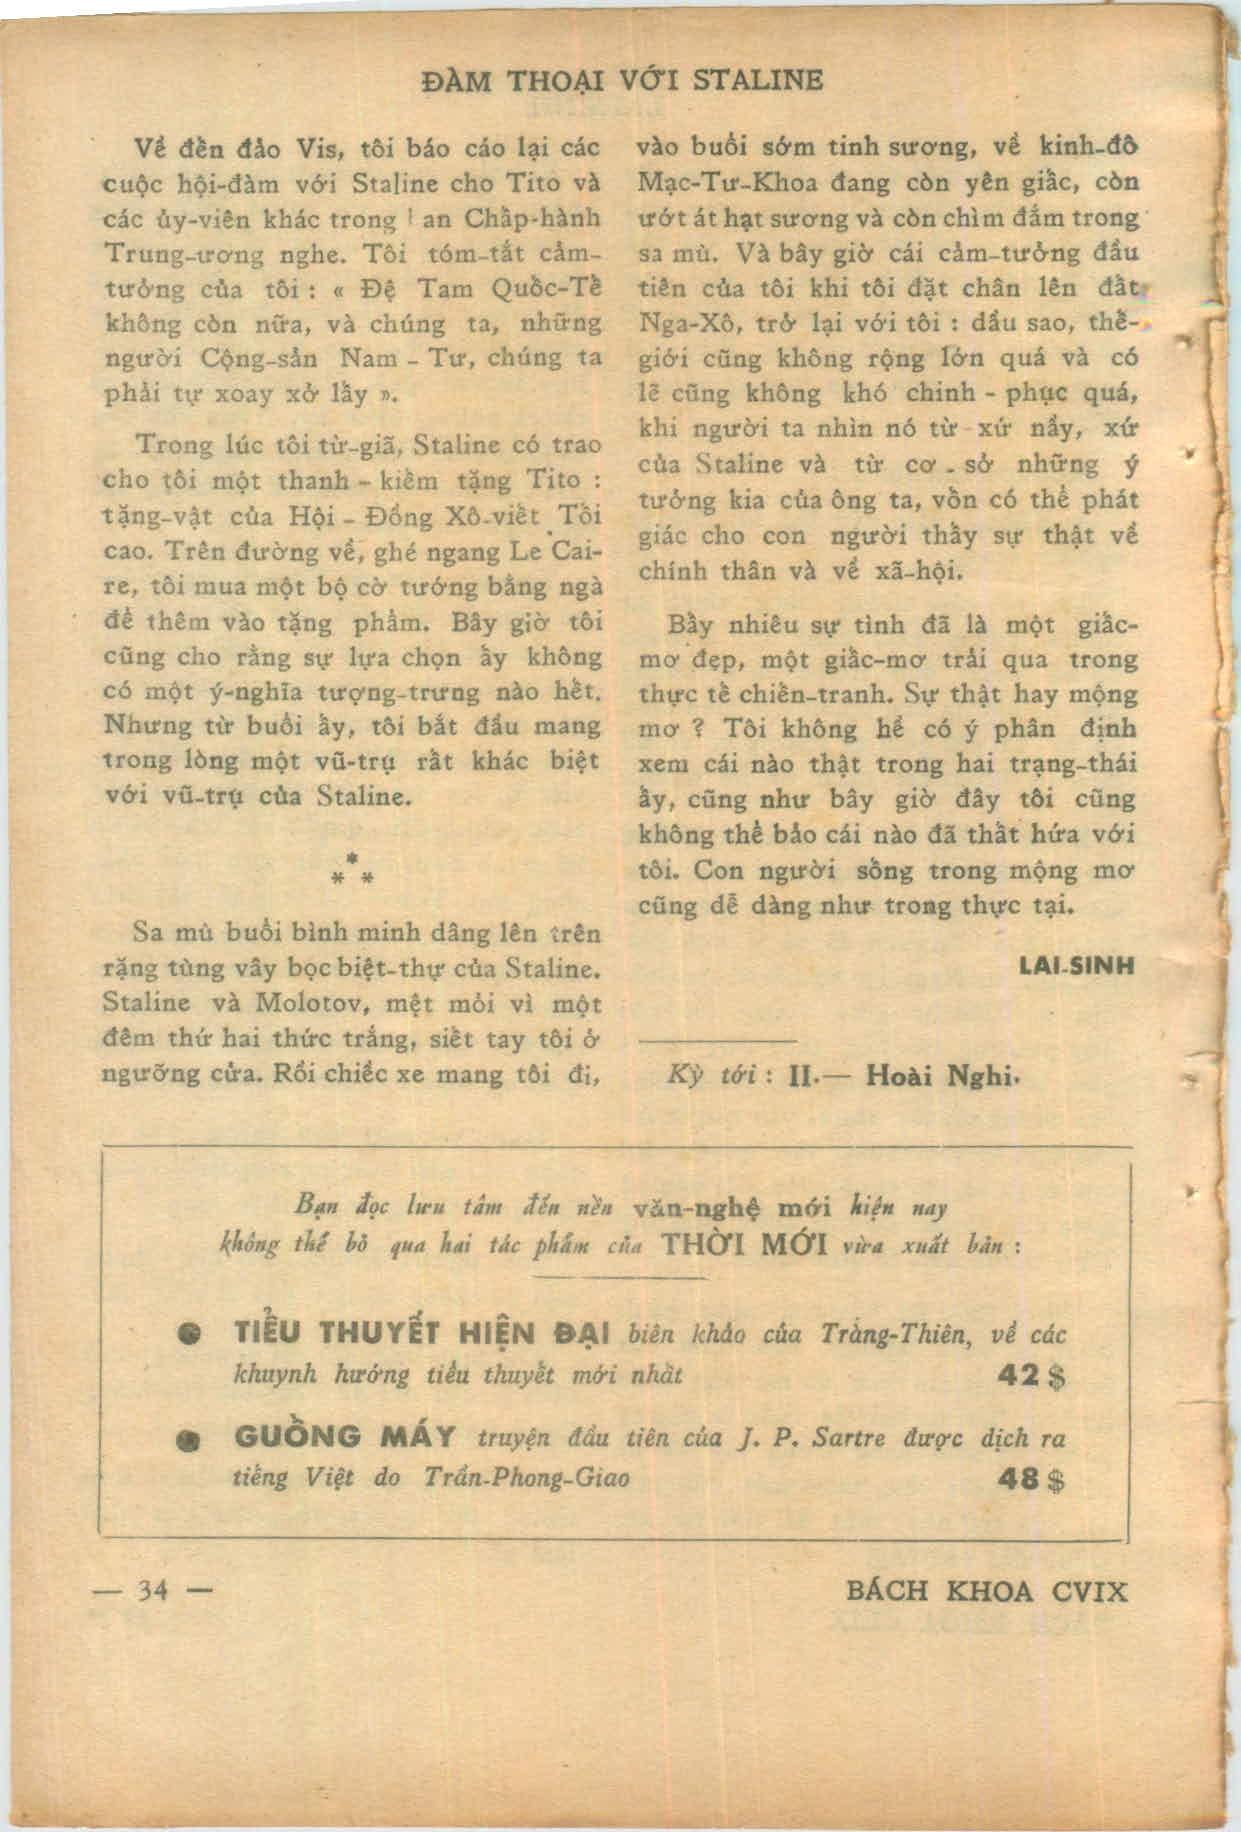 ĐÀM THOẠI VỚI STALINE
Về đến đảo Vis, tôi báo cáo lại các
cuộc hội-đàm với Staline cho Tito và
các ủy-viên khác trong an Chấp-hành
Trung-ương nghe. Tôi tóm-tắt cảm-
tưởng của tôi : « Đệ Tam Quốc-Tế
không còn nữa, và chúng ta, những
người Cộng-sản Nam - Tư, chúng ta
phải tự xoay xở lấy ».
Trong lúc tôi từ-giã, Staline có trao
cho tôi một thanh - kiếm tặng Tito :
tặng-vật của Hội - Đồng Xô-viết Tối
cao. Trên đường về, ghé ngang Le Cai-
re, tôi mua một bộ cờ tướng bằng ngà
để thêm vào tặng phẩm. Bây giờ tôi
cũng cho rằng sự lựa chọn ấy không
có một ý-nghĩa tượng-trưng nào hết.
Nhưng từ buổi ấy, tôi bắt đầu mang
trong lòng một vũ-trụ rất khác biệt
với vũ-trụ của Staline.
*
* *
Sa mù buổi bình minh dâng lên trên
rặng tùng vây bọc biệt-thự của Staline.
Staline và Molotov, mệt mỏi vì một
đêm thứ hai thức trắng, siết tay tôi ở
ngưỡng cửa. Rồi chiếc xe mang tôi đi,
vào buổi sớm tinh sương, về kinh-đô
Mạc-Tư-Khoa đang còn yên giấc, còn
ướt át hạt sương và còn chìm đắm trong
sa mù. Và bây giờ cái cảm-tưởng đầu
tiên của tôi khi tôi đặt chân lên đất
Nga-Xô, trở lại với tôi : dầu sao, thế-
giới cũng không rộng lớn quá và có
lẽ cũng không khó chinh - phục quá,
khi người ta nhìn nó từ xứ nầy, xứ
của Staline và từ cơ - sở những ý
tưởng kia của ông ta, vốn có thể phát
giác cho con người thấy sự thật về
chính thân và về xã-hội.
Bấy nhiêu sự tình đã là một giấc-
mơ đẹp, một giấc-mơ trải qua trong
thực tế chiến-tranh. Sự thật hay mộng
mơ ? Tôi không hề có ý phân định
xem cái nào thật trong hai trạng-thái
ấy, cũng như bây giờ đây tôi cũng
không thể bảo cái nào đã thất hứa với
tôi. Con người sống trong mộng mơ
cũng dễ dàng như trong thực tại.
LAI-SINH
Kỳ tới : II.— Hoài Nghi.
Bạn đọc lưu tâm đến nền văn-nghệ mới hiện nay
không thể bỏ qua hai tác phẩm của THỜI MỚI vừa xuất bản :
● TIỂU THUYẾT HIỆN ĐẠI biên khảo của Tràng-Thiên, về các
khuynh hướng tiểu thuyết mới nhất 42 $
● GUỒNG MÁY truyện đầu tiên của J. P. Sartre được dịch ra
tiếng Việt do Trần-Phong-Giao 48 $
— 34 —
BÁCH KHOA CVIX